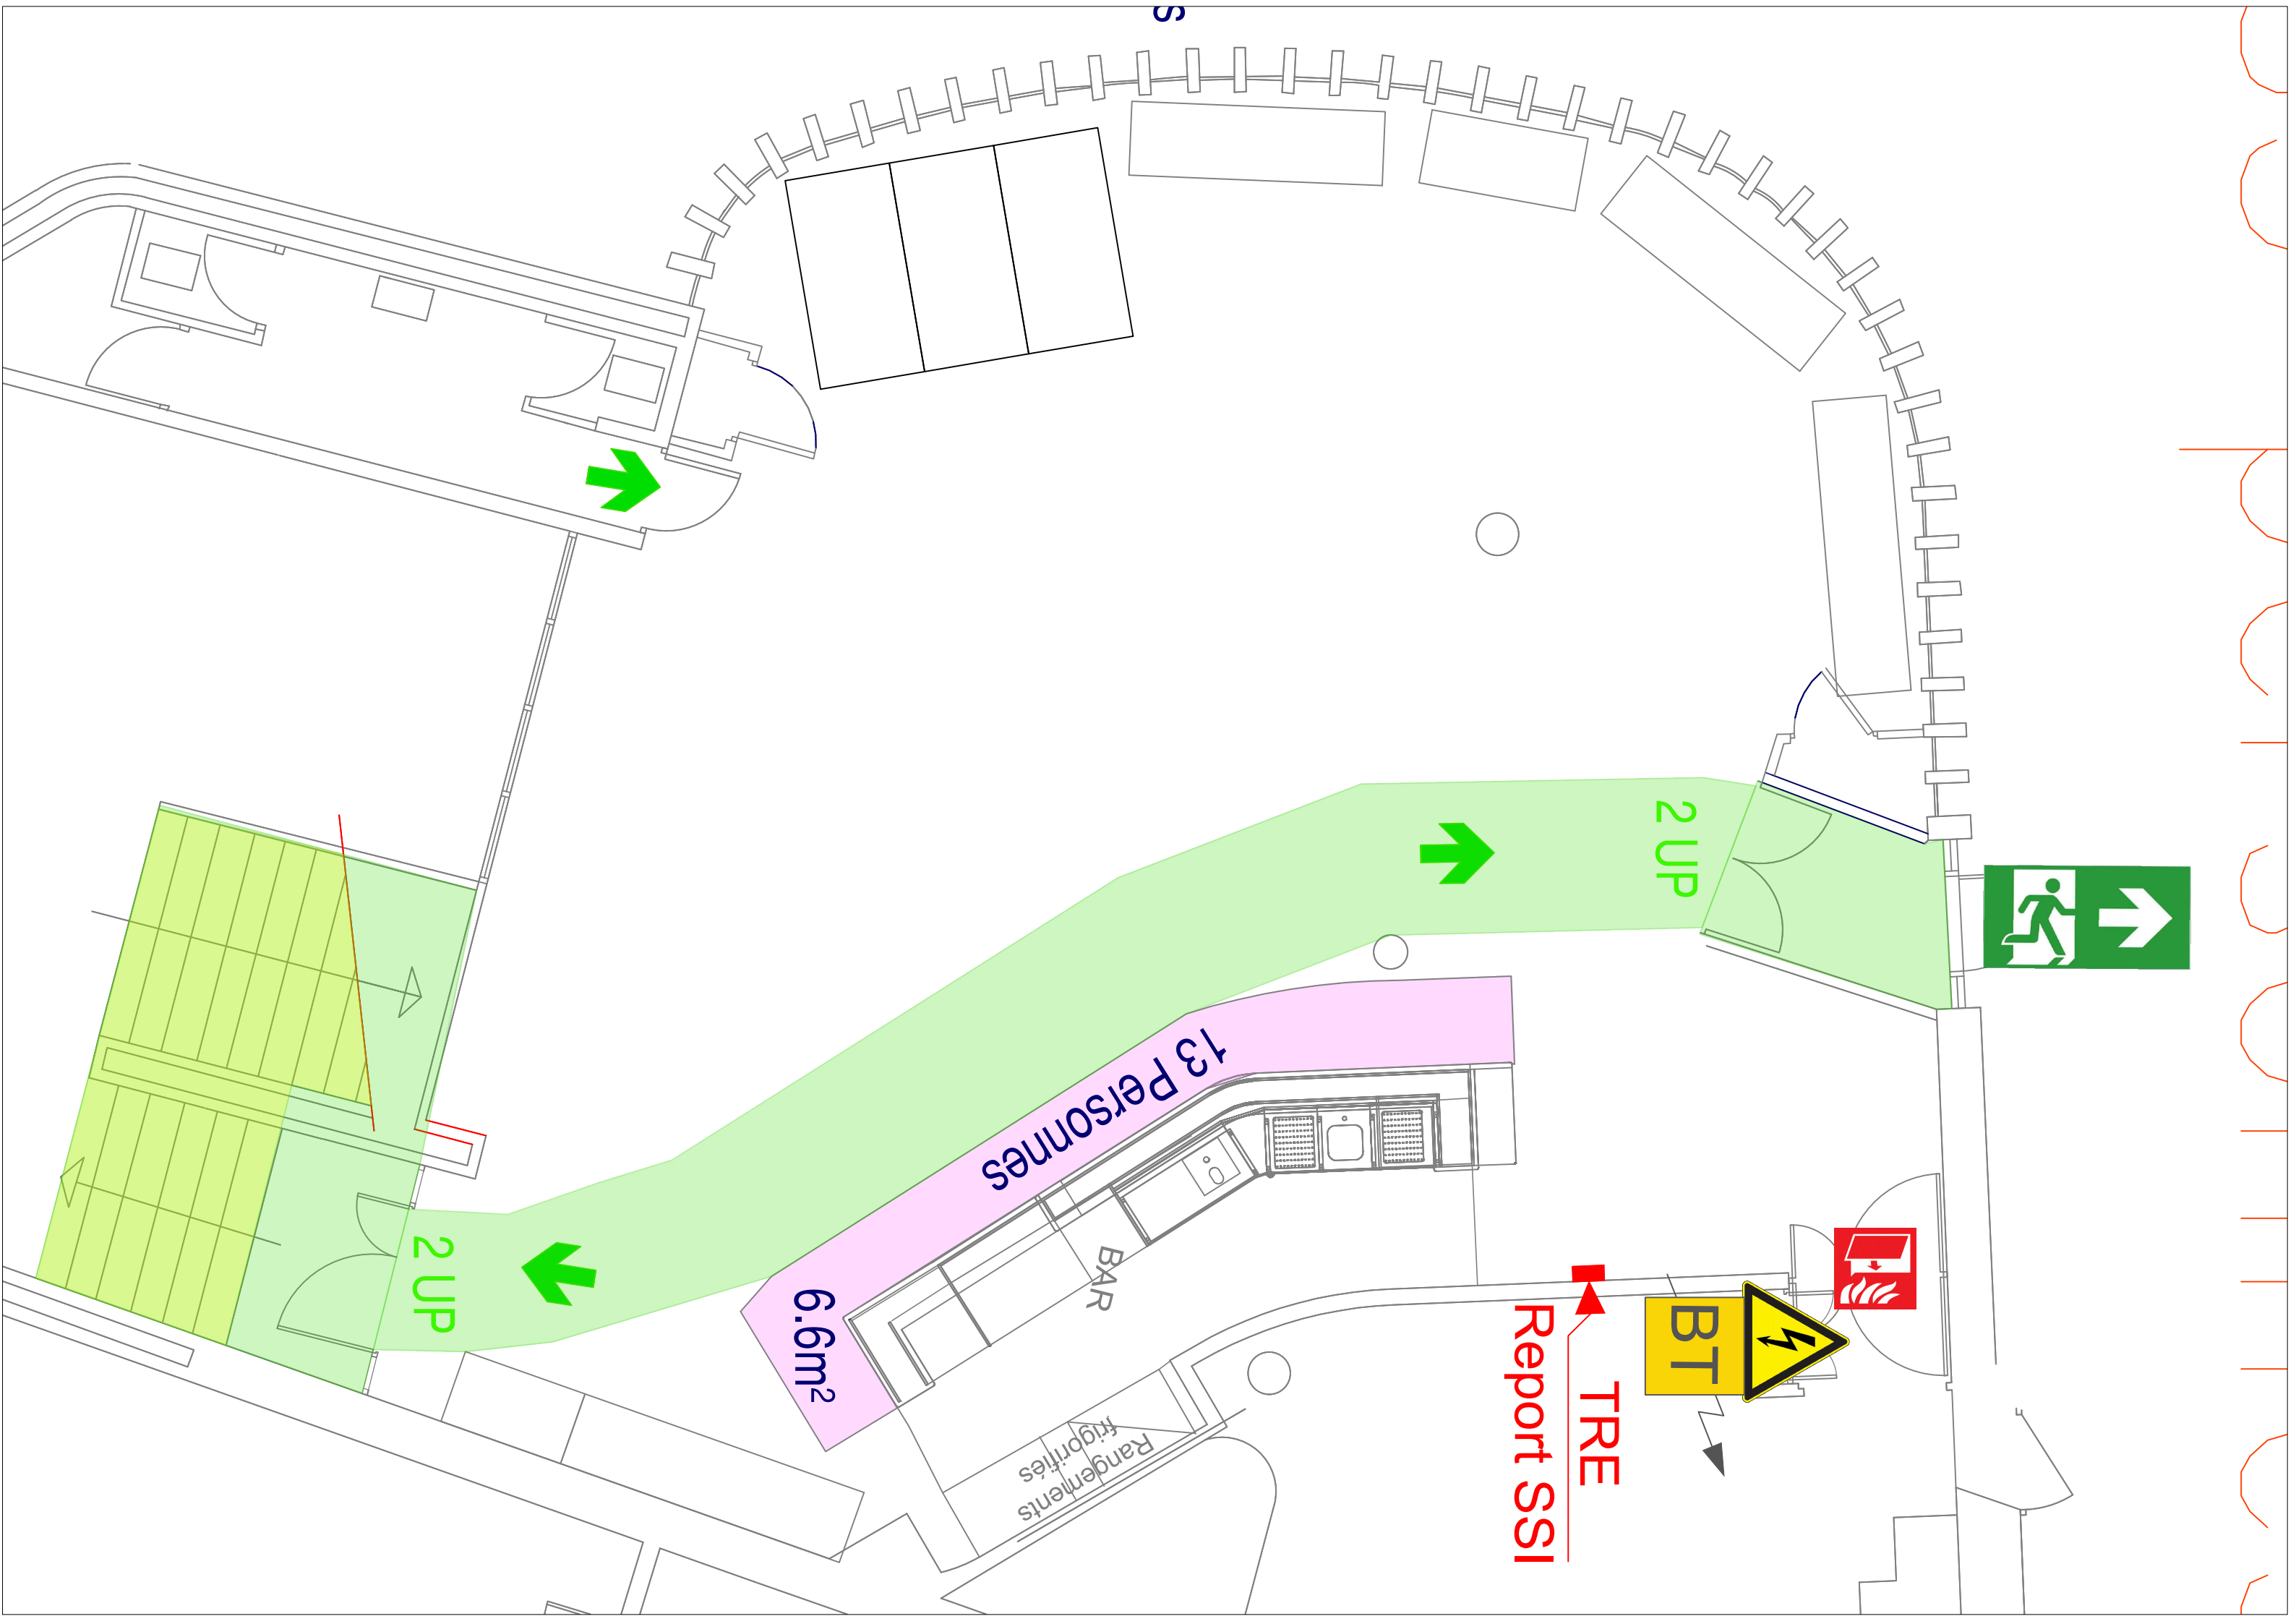 S
2 UP
13 Personnes
6.6m²
2 UP
BAR
Rangements
frigorifiés
TRE
Report SSI
BT